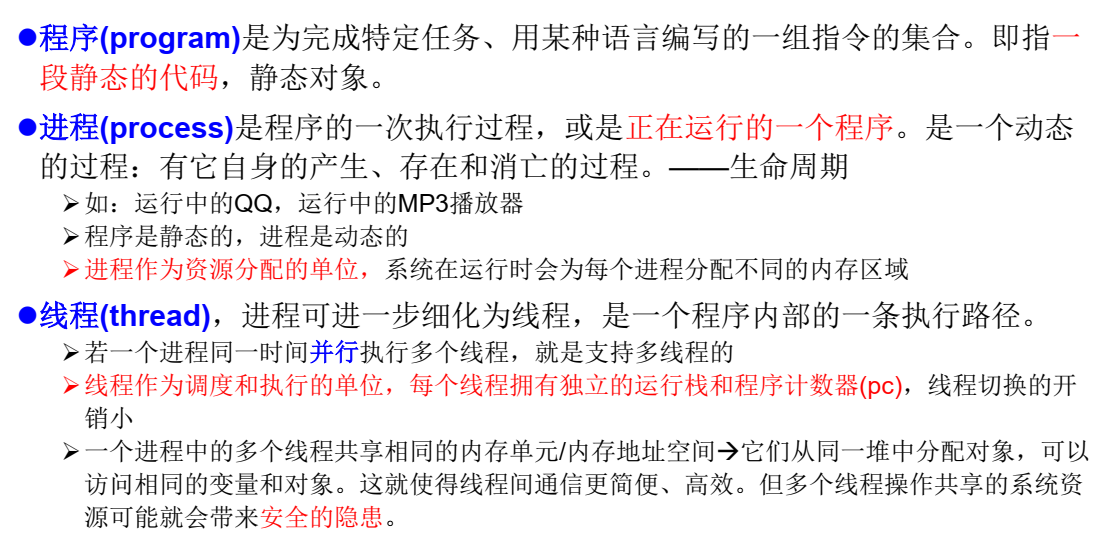 ●程序(program)是为完成特定任务、用某种语言编写的一组指令的集合。即指一
段静态的代码，静态对象。
●进程(process)是程序的一次执行过程，或是正在运行的一个程序。是一个动态
的过程：有它自身的产生、存在和消亡的过程。——生命周期
➢如：运行中的QQ，运行中的MP3播放器
➢程序是静态的，进程是动态的
➢进程作为资源分配的单位，系统在运行时会为每个进程分配不同的内存区域
●线程(thread)，进程可进一步细化为线程，是一个程序内部的一条执行路径。
➢若一个进程同一时间并行执行多个线程，就是支持多线程的
➢线程作为调度和执行的单位，每个线程拥有独立的运行栈和程序计数器(pc)，线程切换的开
销小
➢一个进程中的多个线程共享相同的内存单元/内存地址空间→它们从同一堆中分配对象，可以
访问相同的变量和对象。这就使得线程间通信更简便、高效。但多个线程操作共享的系统资
源可能就会带来安全的隐患。